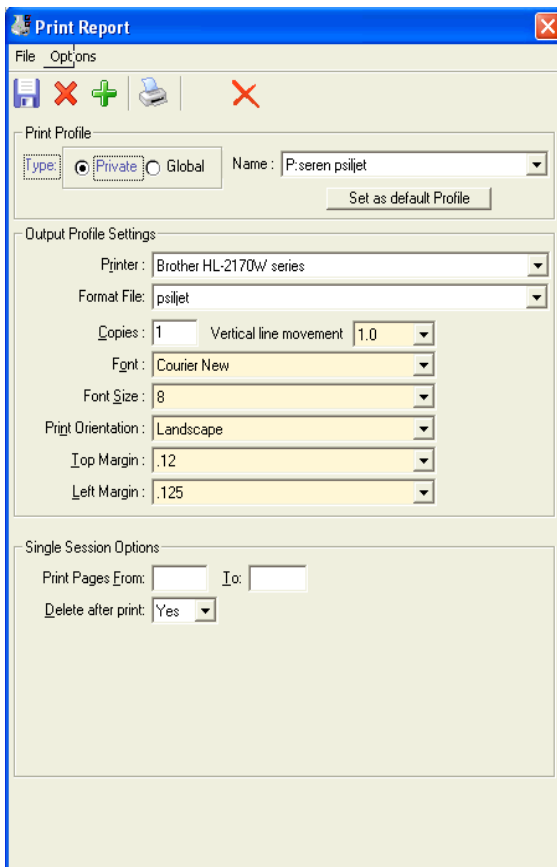 Print Report
File Options
Print Profile
Type: Private Global Name : P:seren psiljet
Set as default Profile
Output Profile Settings
Printer : Brother HL-2170W series
Format File: psiljet
Copies : 1 Vertical line movement 1.0
Font : Courier New
Font Size : 8
Print Orientation : Landscape
Top Margin : .12
Left Margin : .125
Single Session Options
Print Pages From: To:
Delete after print: Yes